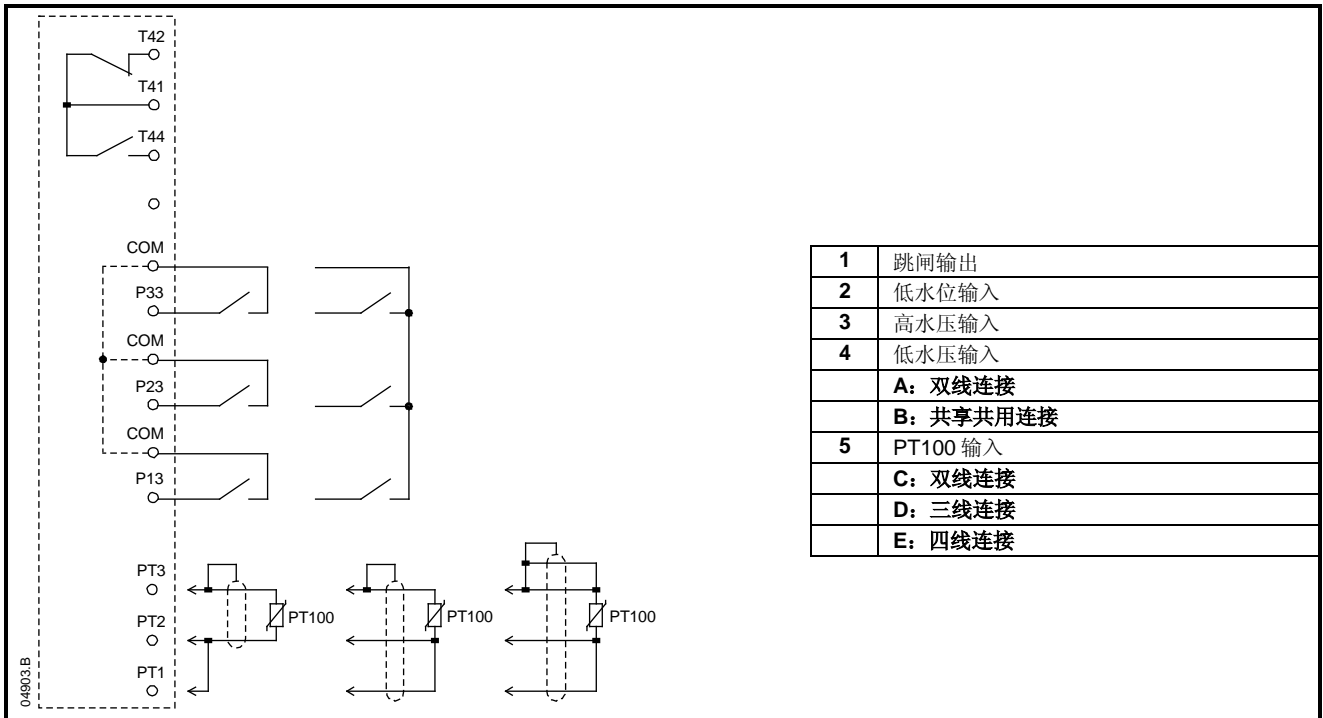 T42
T41
T44
COM
P33
COM
P23
COM
P13
PT3
PT2
PT1
PT100
PT100
PT100
04903.B
1 跳闸输出
2 低水位输入
3 高水压输入
4 低水压输入
A：双线连接
B：共享共用连接
5 PT100 输入
C：双线连接
D：三线连接
E：四线连接